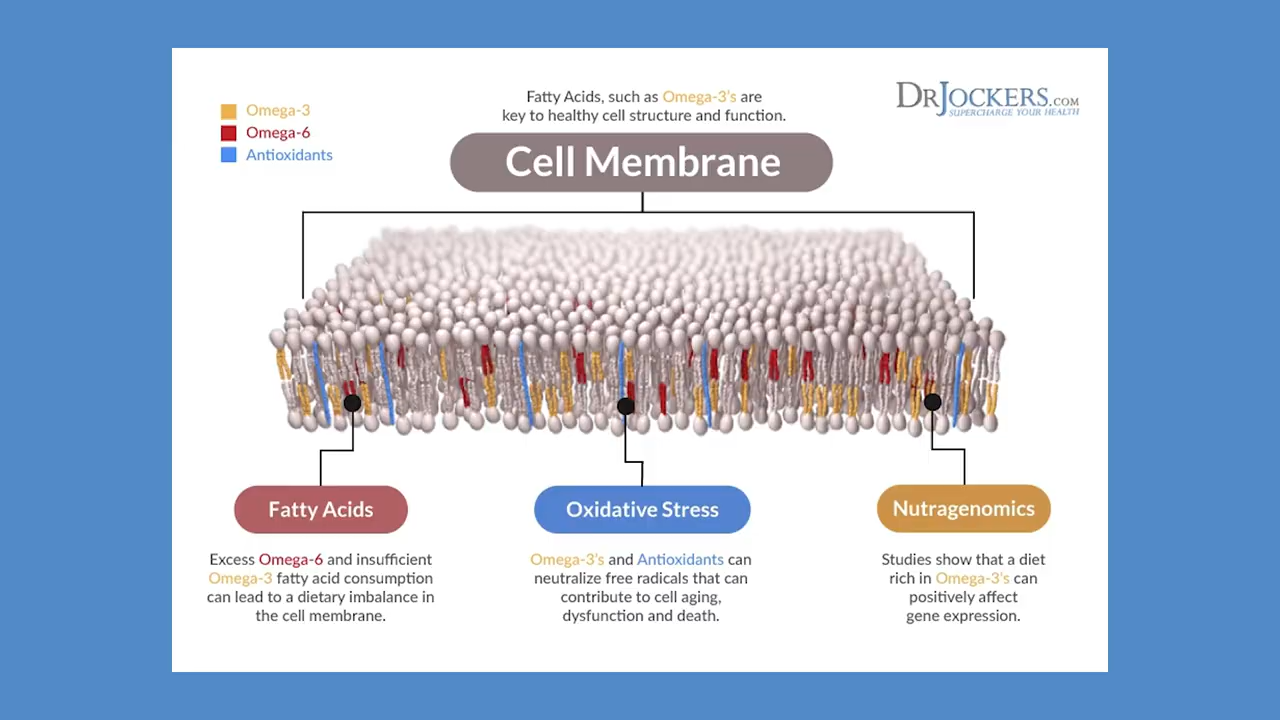 Omega-3
Omega-6
Antioxidants
Fatty Acids, such as Omega-3's are
key to healthy cell structure and function.
DRJOCKERS.COM
SUPERCHARGE YOUR HEALTH
Cell Membrane
Fatty Acids
Excess Omega-6 and insufficient
Omega-3 fatty acid consumption
can lead to a dietary imbalance in
the cell membrane.
Oxidative Stress
Omega-3's and Antioxidants can
neutralize free radicals that can
contribute to cell aging,
dysfunction and death.
Nutragenomics
Studies show that a diet
rich in Omega-3's can
positively affect
gene expression.